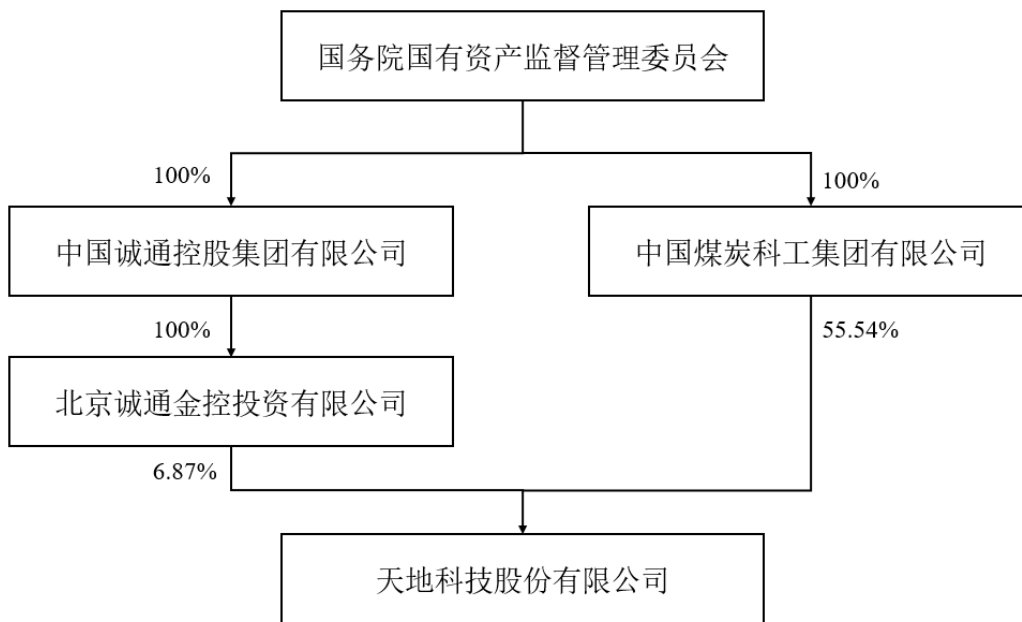 国务院国有资产监督管理委员会
100%
100%
中国诚通控股集团有限公司
中国煤炭科工集团有限公司
100%
55.54%
北京诚通金控投资有限公司
6.87%
天地科技股份有限公司